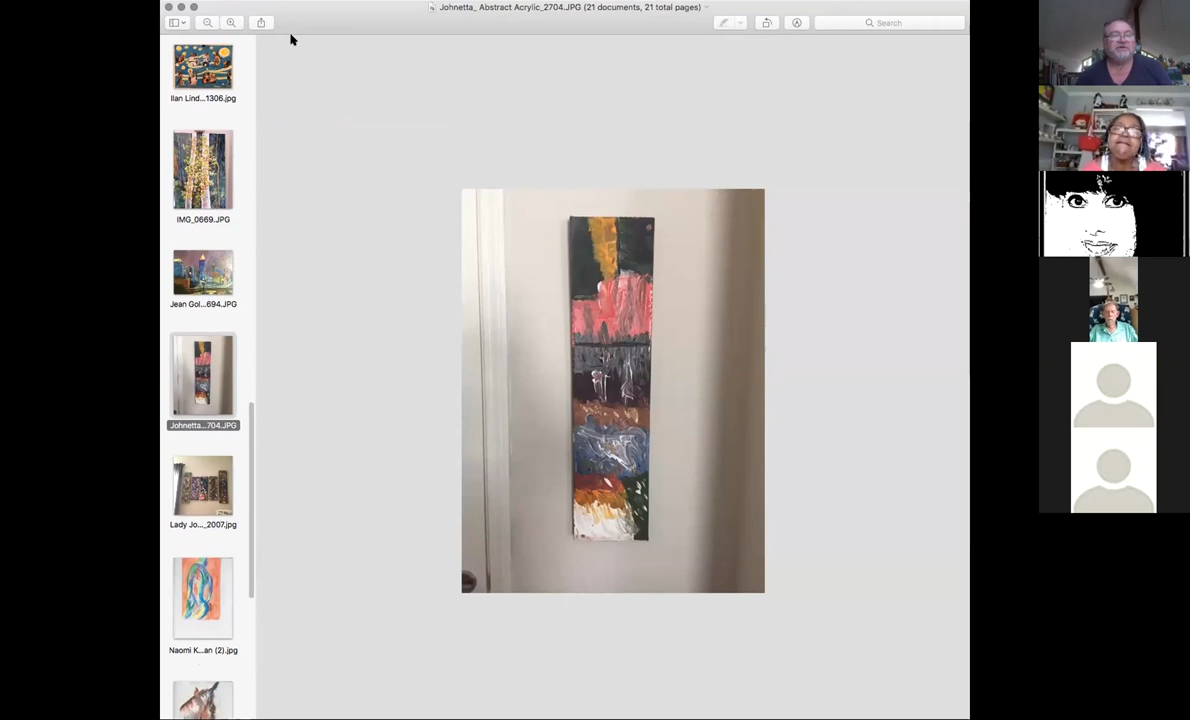 Johnetta_ Abstract Acrylic_2704.JPG (21 documents, 21 total pages)
Search
Ilan Lind...1306.jpg
IMG_0669.JPG
Jean Gol...694.JPG
Johnetta...704.JPG
Lady Jo..._2007.jpg
Naomi K...an (2).jpg